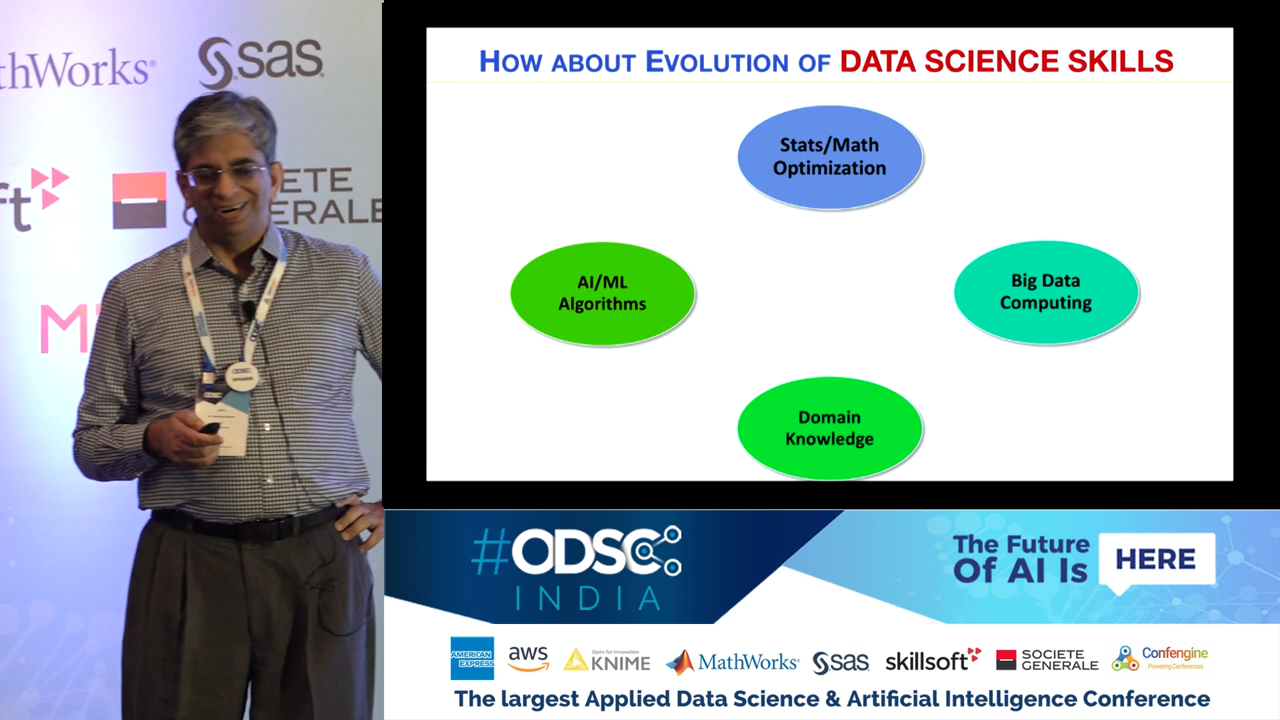 thWorks
sas
ft
ETE
ERALE
M
ODSC
HOW ABOUT EVOLUTION OF DATA SCIENCE SKILLS
Stats/Math
Optimization
AI/ML
Algorithms
Big Data
Computing
Domain
Knowledge
#ODSC
INDIA
The Future
Of AI Is
HERE
AMERICAN
EXPRESS
aws
Open for Innovation
KNIME
MathWorks
sas
skillsoft
SOCIETE
GENERALE
Confengine
Powering Conferences
The largest Applied Data Science & Artificial Intelligence Conference